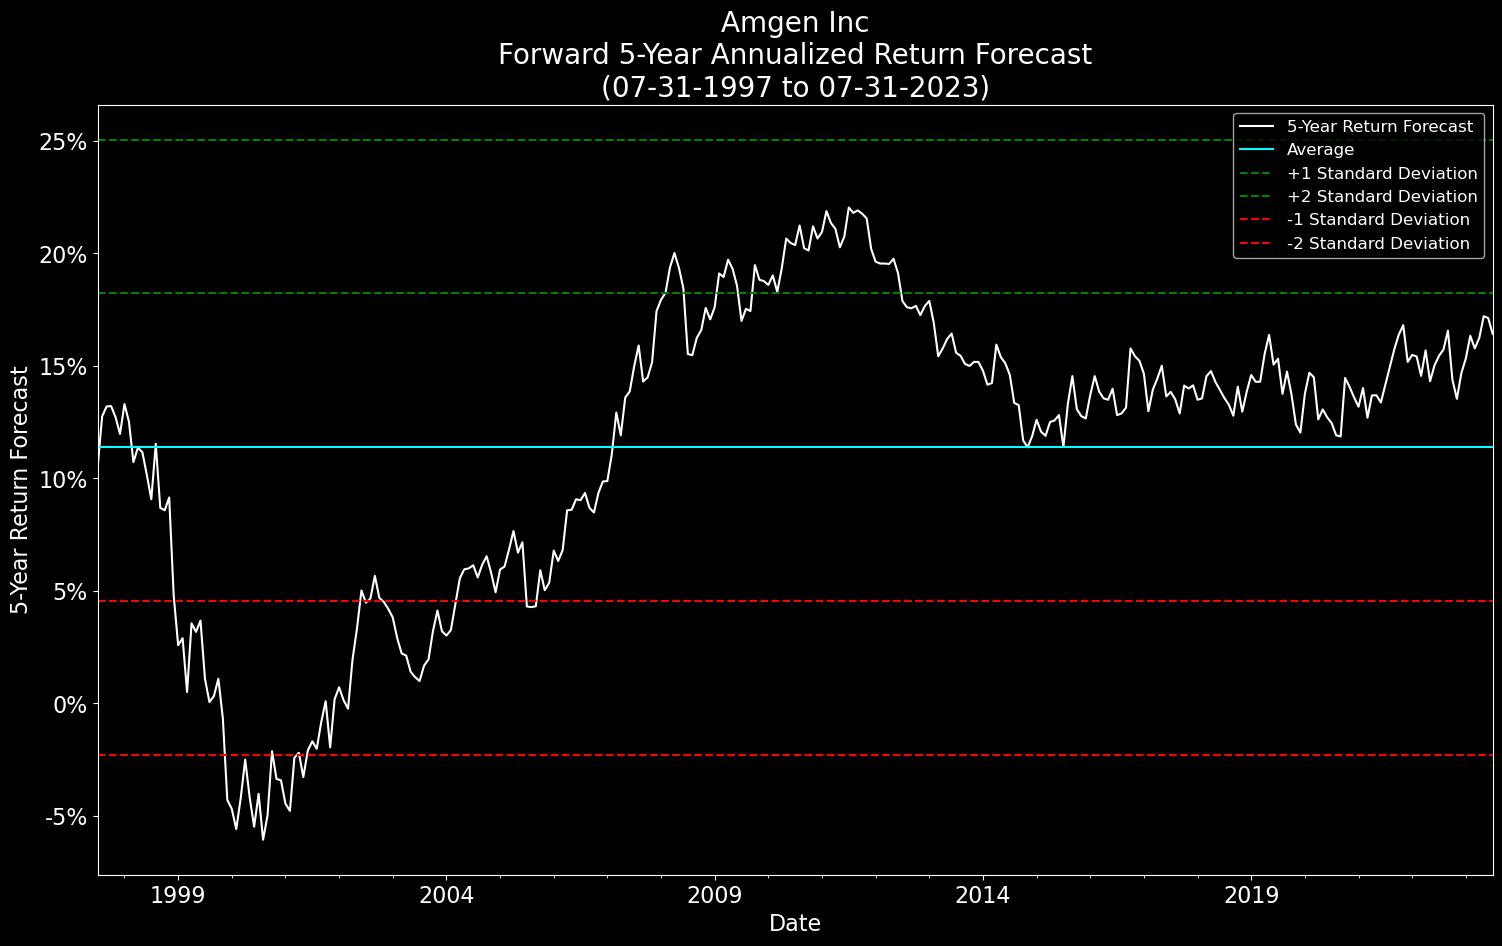 Amgen Inc
Forward 5-Year Annualized Return Forecast
(07-31-1997 to 07-31-2023)
5-Year Return Forecast
Average
+1 Standard Deviation
+2 Standard Deviation
-1 Standard Deviation
-2 Standard Deviation
5-Year Return Forecast
25%
20%
15%
10%
5%
0%
-5%
1999 2004 2009 2014 2019
Date